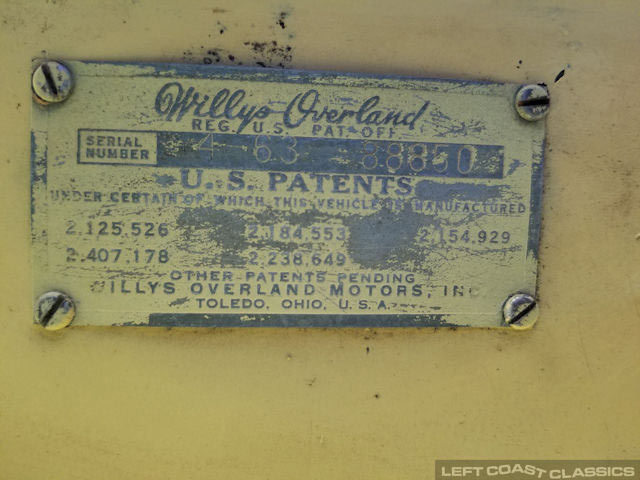 Willys-Overland
REG. U.S. PAT. OFF.
SERIAL NUMBER 4 63 38850
U.S. PATENTS
UNDER CERTAIN OF WHICH THIS VEHICLE IS MANUFACTURED
2,125,526 2,184,553 2,154,929
2,407,178 2,238,649
OTHER PATENTS PENDING
WILLYS OVERLAND MOTORS, INC
TOLEDO, OHIO, U.S.A.
LEFT COAST CLASSICS